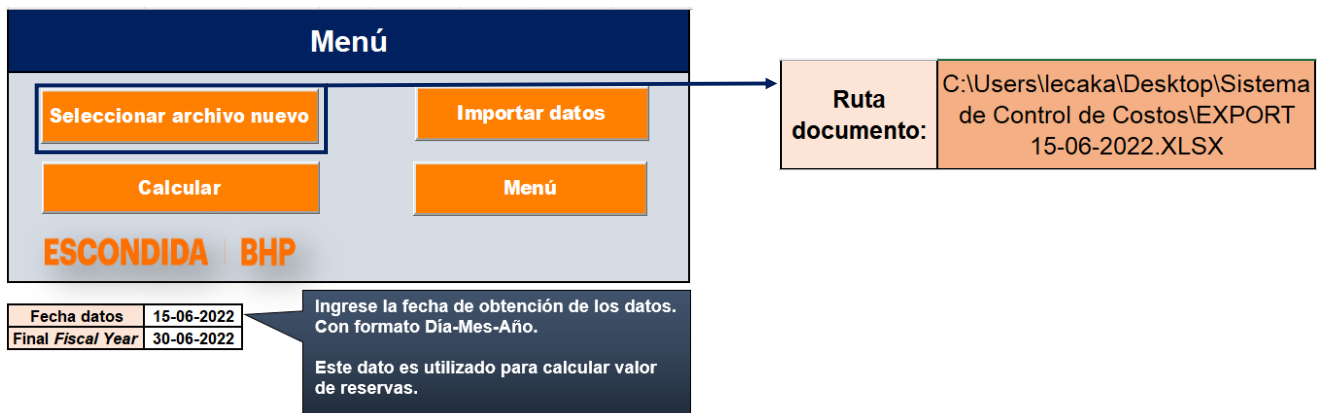 Menú
Seleccionar archivo nuevo
Importar datos
Calcular
Menú
ESCONDIDA | BHP
Ruta
documento:
C:\Users\lecaka\Desktop\Sistema
de Control de Costos\EXPORT
15-06-2022.XLSX
Fecha datos 15-06-2022
Final Fiscal Year 30-06-2022
Ingrese la fecha de obtención de los datos.
Con formato Día-Mes-Año.
Este dato es utilizado para calcular valor
de reservas.